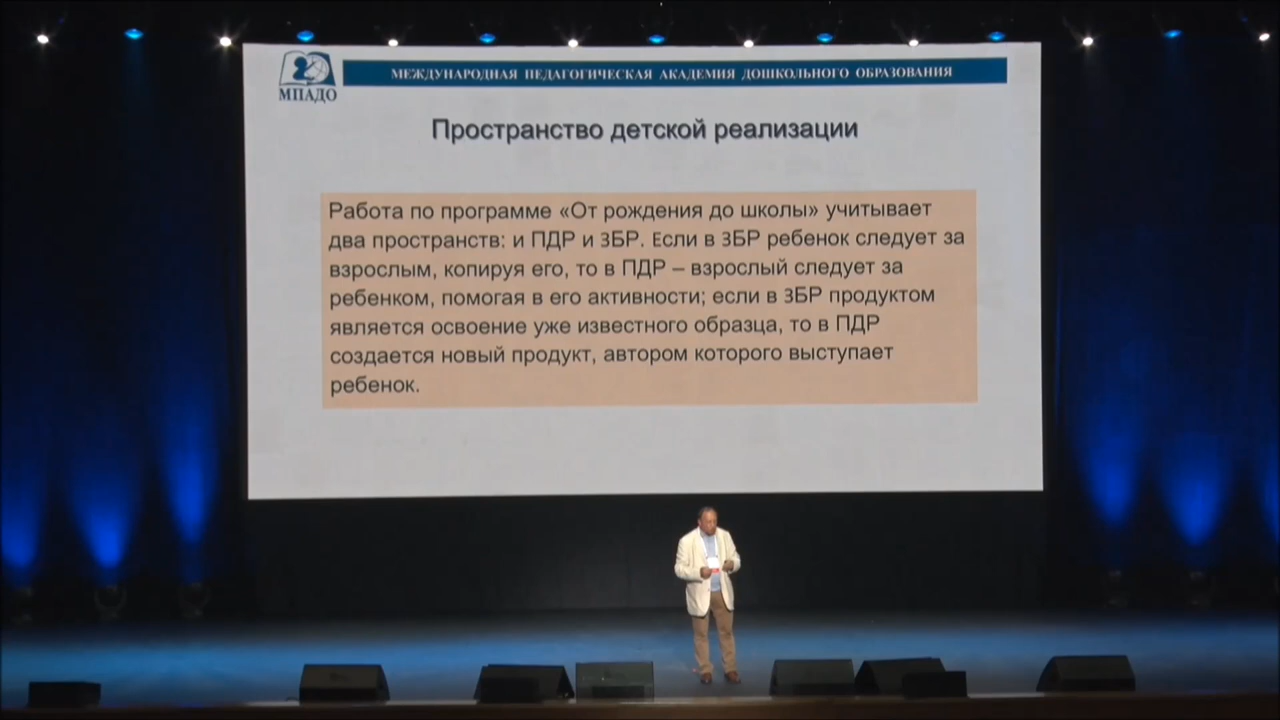 МЕЖДУНАРОДНАЯ ПЕДАГОГИЧЕСКАЯ АКАДЕМИЯ ДОШКОЛЬНОГО ОБРАЗОВАНИЯ
МПАДО
Пространство детской реализации
Работа по программе «От рождения до школы» учитывает
два пространств: и ПДР и ЗБР. Если в ЗБР ребенок следует за
взрослым, копируя его, то в ПДР – взрослый следует за
ребенком, помогая в его активности; если в ЗБР продуктом
является освоение уже известного образца, то в ПДР
создается новый продукт, автором которого выступает
ребенок.